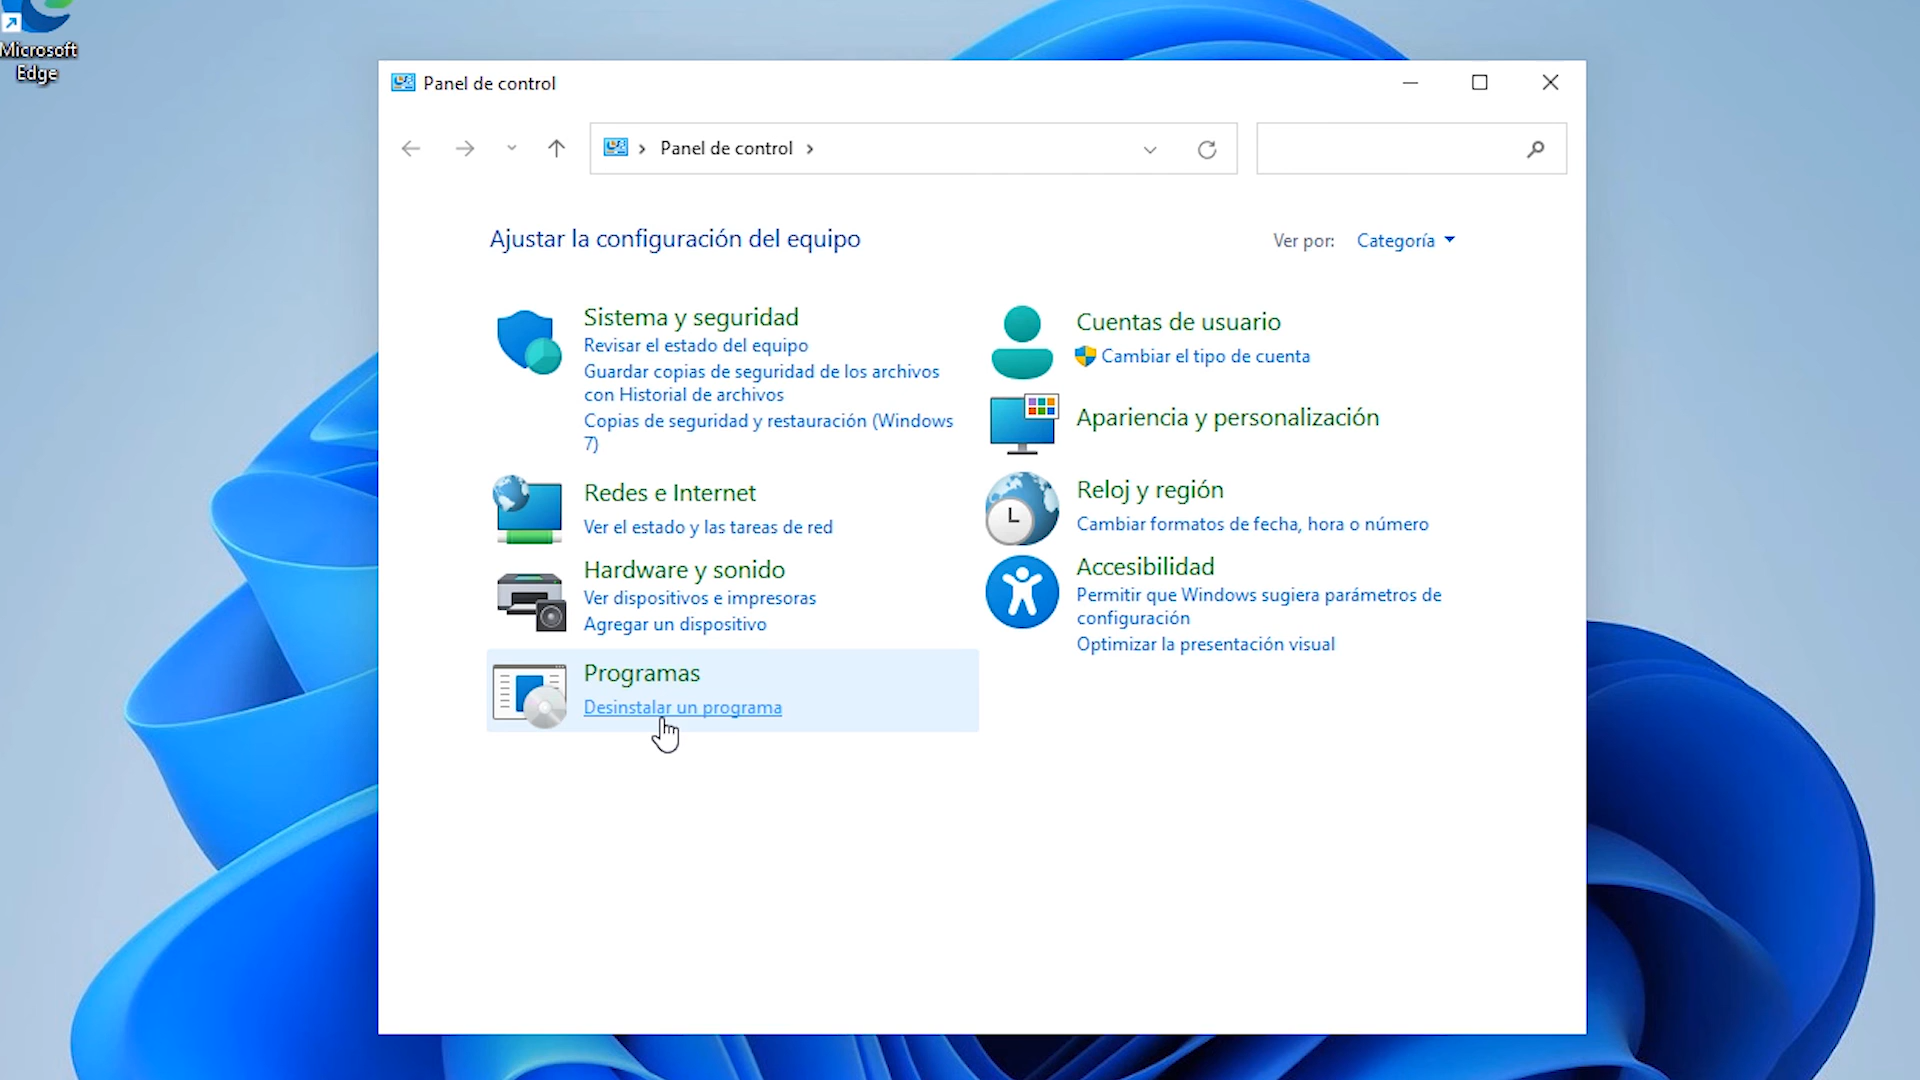 Microsoft
Edge
Panel de control
Panel de control
Ajustar la configuración del equipo
Ver por:
Categoría
Sistema y seguridad
Revisar el estado del equipo
Guardar copias de seguridad de los archivos
con Historial de archivos
Copias de seguridad y restauración (Windows
7)
Redes e Internet
Ver el estado y las tareas de red
Hardware y sonido
Ver dispositivos e impresoras
Agregar un dispositivo
Programas
Desinstalar un programa
Cuentas de usuario
Cambiar el tipo de cuenta
Apariencia y personalización
Reloj y región
Cambiar formatos de fecha, hora o número
Accesibilidad
Permitir que Windows sugiera parámetros de
configuración
Optimizar la presentación visual